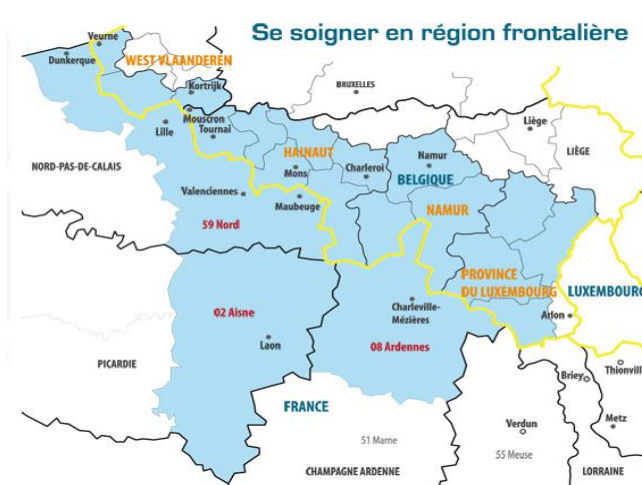 Se soigner en région frontalière
Veurne
Dunkerque
WEST VLAANDEREN
Kortrijk
BRUXELLES
Mouscron
Lille
Tournai
Liège
LIÈGE
NORD-PAS-DE-CALAIS
HAINAUT
Mons
Charleroi
Namur
BELGIQUE
Valenciennes
Maubeuge
NAMUR
59 Nord
PROVINCE
DU LUXEMBOURG
LUXEMBOURG
02 Aisne
Charleville-
Mézières
Arlon
Laon
08 Ardennes
PICARDIE
Briey
Thionville
FRANCE
Verdun
Metz
51 Marne
55 Meuse
CHAMPAGNE ARDENNE
LORRAINE